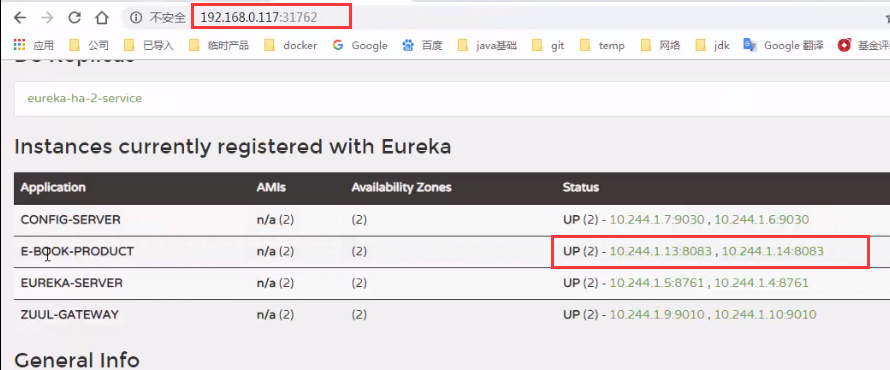 不安全 192.168.0.117:31762
应用 公司 已导入 临时产品 docker Google 百度 java基础 git temp 网络 jdk Google 翻译
eureka-ha-2-service
Instances currently registered with Eureka
Application AMIs Availability Zones Status
CONFIG-SERVER n/a (2) (2) UP (2) - 10.244.1.7:9030 , 10.244.1.6:9030
E-BOOK-PRODUCT n/a (2) (2) UP (2) - 10.244.1.13:8083 , 10.244.1.14:8083
EUREKA-SERVER n/a (2) (2) UP (2) - 10.244.1.5:8761 , 10.244.1.4:8761
ZUUL-GATEWAY n/a (2) (2) UP (2) - 10.244.1.9:9010 , 10.244.1.10:9010
General Info